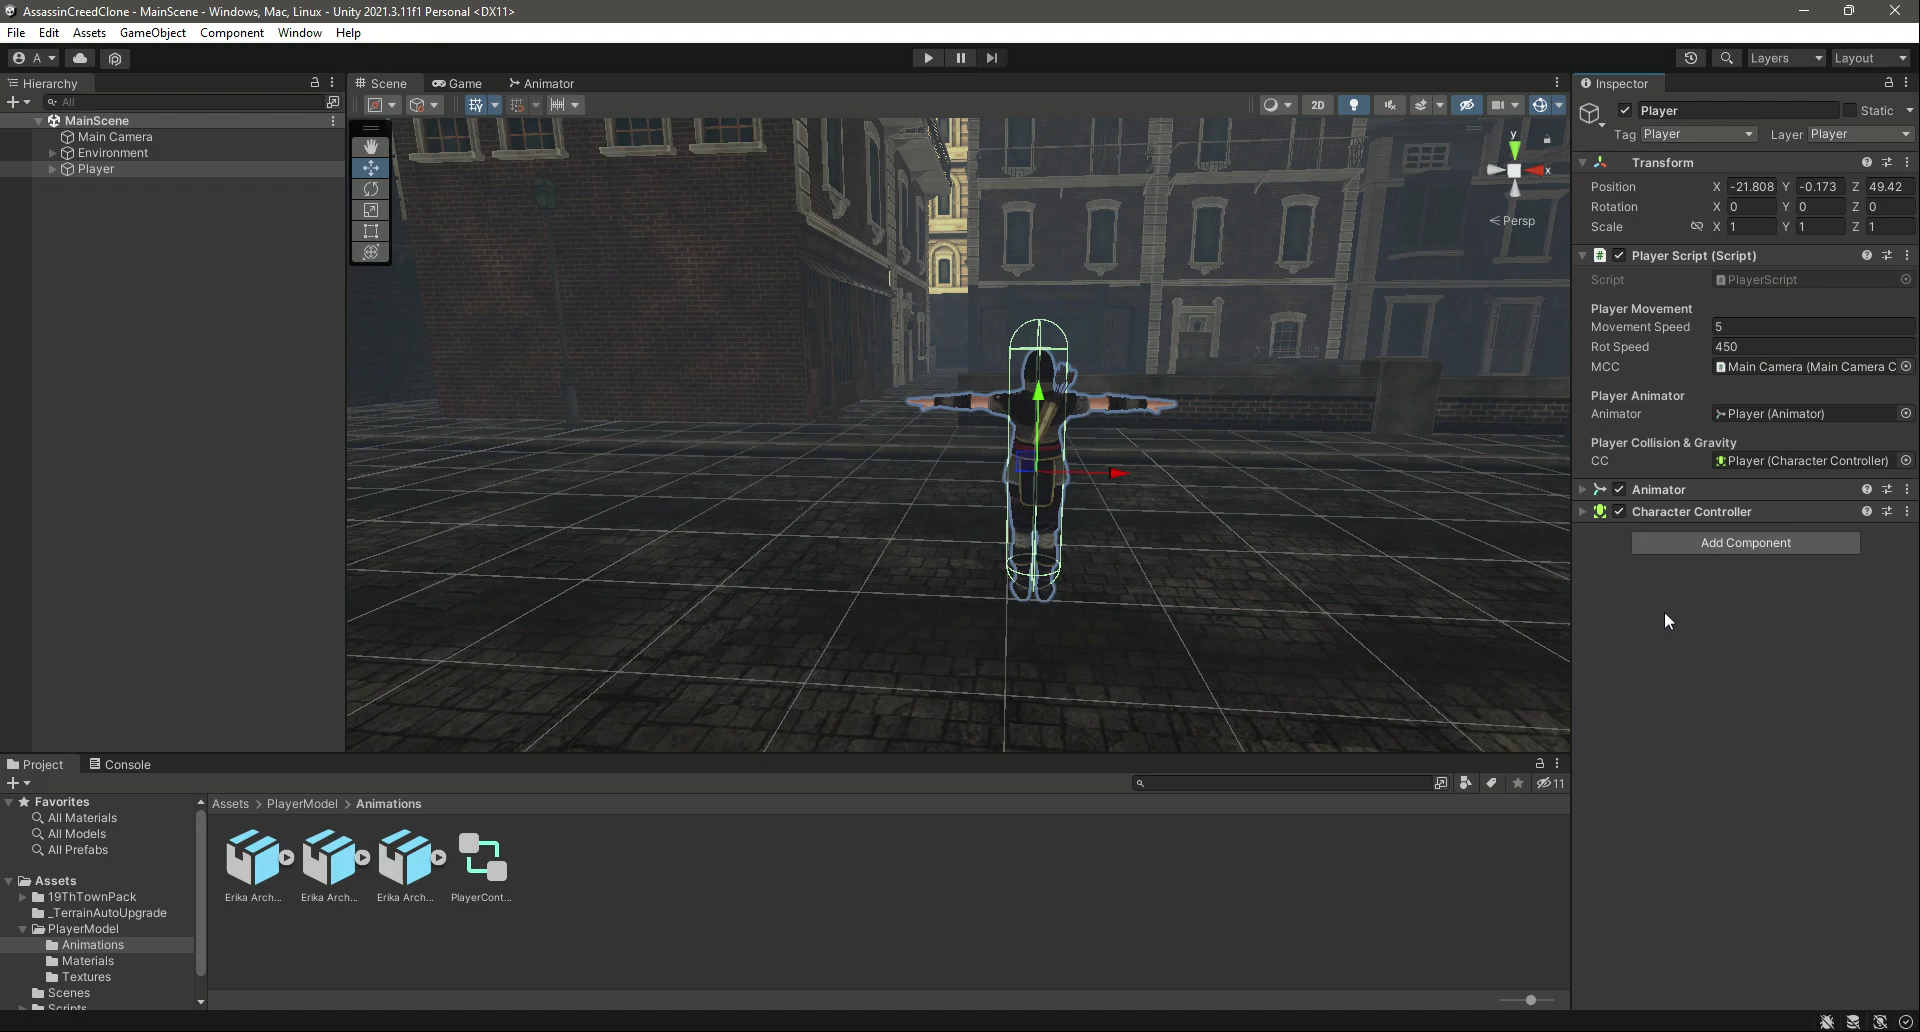 AssassinCreedClone - MainScene - Windows, Mac, Linux - Unity 2021.3.11f1 Personal <DX11>
File Edit Assets GameObject Component Window Help
A Layers Layout
Hierarchy
All
MainScene
Main Camera
Environment
Player
Scene Game Animator
2D
y
x
Persp
Inspector
Player Static
Tag Player Layer Player
Transform
Position X -21.808 Y -0.173 Z 49.42
Rotation X 0 Y 0 Z 0
Scale X 1 Y 1 Z 1
# Player Script (Script)
Script PlayerScript
Player Movement
Movement Speed 5
Rot Speed 450
MCC Main Camera (Main Camera C
Player Animator
Animator Player (Animator)
Player Collision & Gravity
CC Player (Character Controller)
Animator
Character Controller
Add Component
Project Console
11
Favorites
All Materials
All Models
All Prefabs
Assets
19ThTownPack
_TerrainAutoUpgrade
PlayerModel
Animations
Materials
Textures
Scenes
Scripts
Assets > PlayerModel > Animations
Erika Arch... Erika Arch... Erika Arch... PlayerCont...